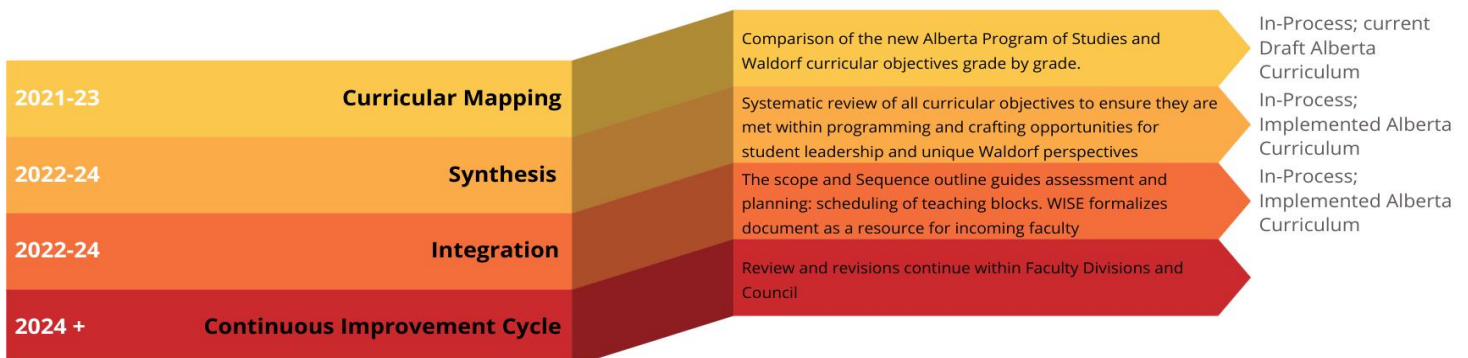 2021-23
Curricular Mapping
Comparison of the new Alberta Program of Studies and
Waldorf curricular objectives grade by grade.
In-Process; current
Draft Alberta
Curriculum
2022-24
Synthesis
Systematic review of all curricular objectives to ensure they are
met within programming and crafting opportunities for
student leadership and unique Waldorf perspectives
In-Process;
Implemented Alberta
Curriculum
2022-24
Integration
The scope and Sequence outline guides assessment and
planning: scheduling of teaching blocks. WISE formalizes
document as a resource for incoming faculty
In-Process;
Implemented Alberta
Curriculum
2024 +
Continuous Improvement Cycle
Review and revisions continue within Faculty Divisions and
Council